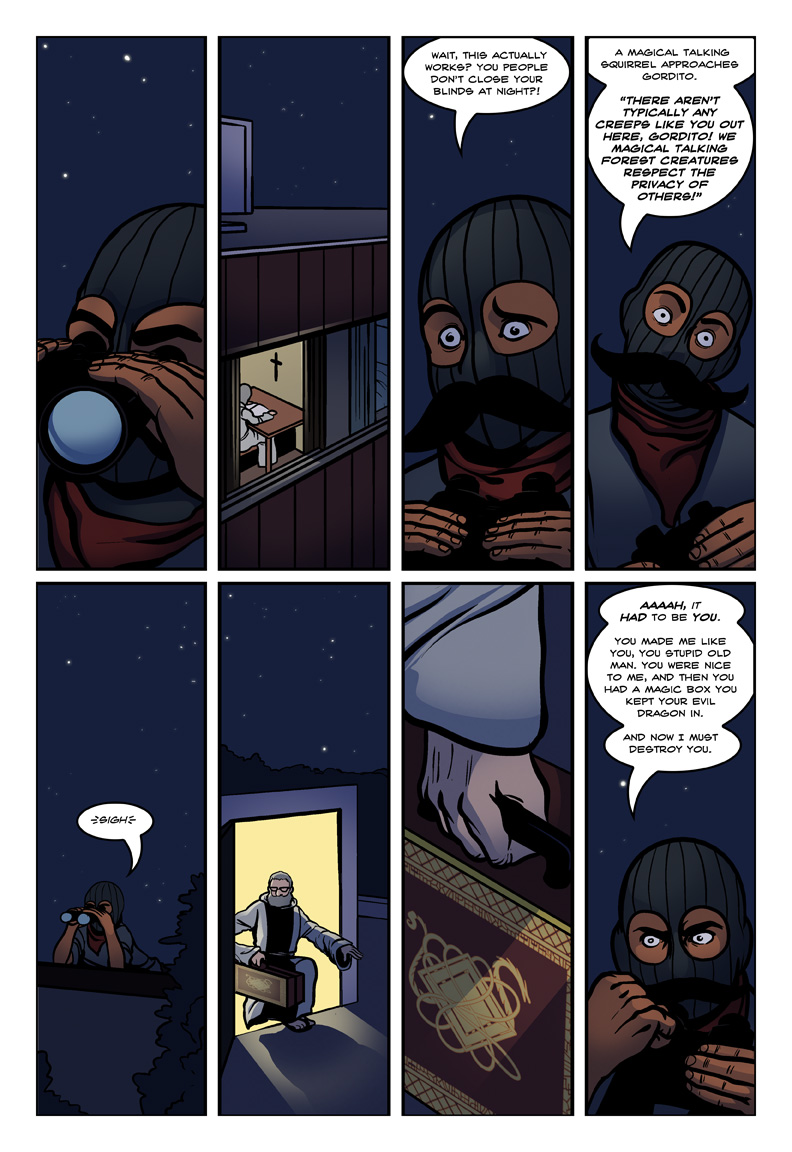 WAIT, THIS ACTUALLY
WORKS? YOU PEOPLE
DON'T CLOSE YOUR
BLINDS AT NIGHT?!
A MAGICAL TALKING
SQUIRREL APPROACHES
GORDITO.
"THERE AREN'T
TYPICALLY ANY
CREEPS LIKE YOU OUT
HERE, GORDITO! WE
MAGICAL TALKING
FOREST CREATURES
RESPECT THE
PRIVACY OF
OTHERS!"
SIGH
AAAAH, IT
HAD TO BE YOU.
YOU MADE ME LIKE
YOU, YOU STUPID OLD
MAN. YOU WERE NICE
TO ME, AND THEN YOU
HAD A MAGIC BOX YOU
KEPT YOUR EVIL
DRAGON IN.
AND NOW I MUST
DESTROY YOU.